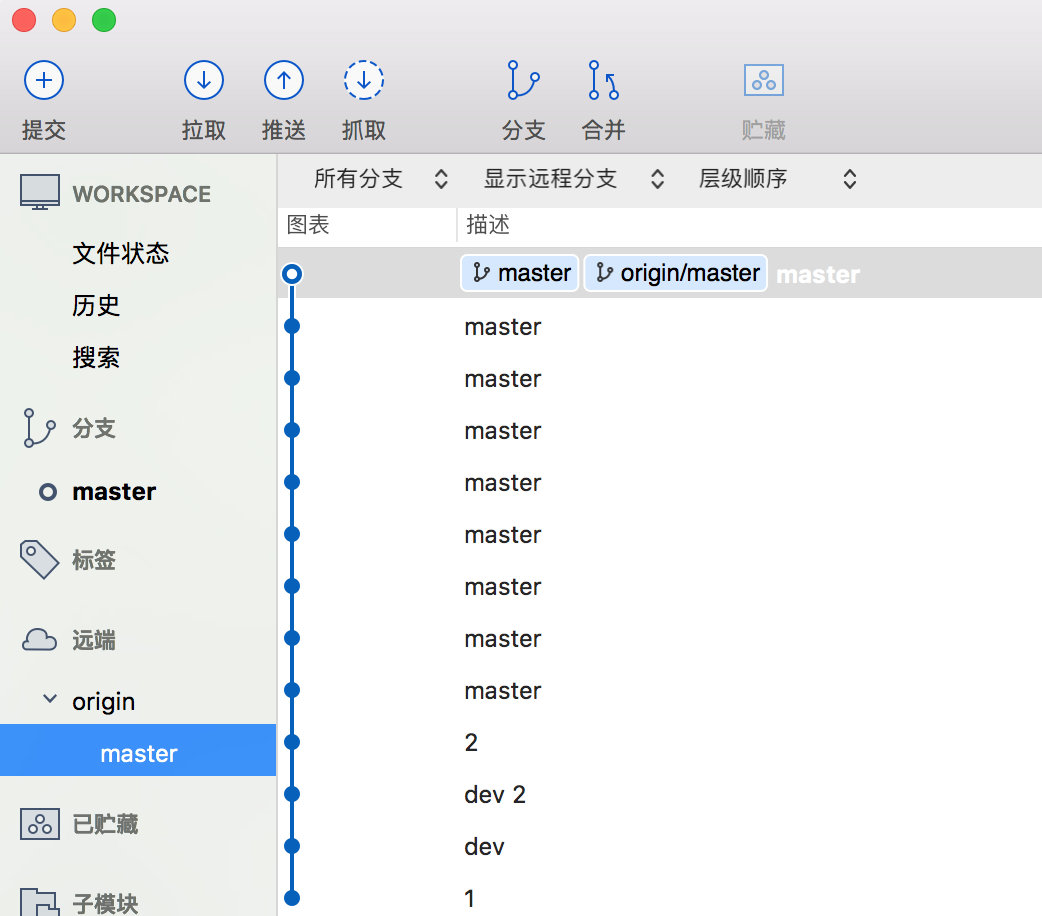 提交 拉取 推送 抓取 分支 合并 贮藏
WORKSPACE
文件状态
历史
搜索
分支
master
标签
远端
origin
master
已贮藏
子模块
所有分支 显示远程分支 层级顺序
图表 描述
master origin/master master
master
master
master
master
master
master
master
master
2
dev 2
dev
1